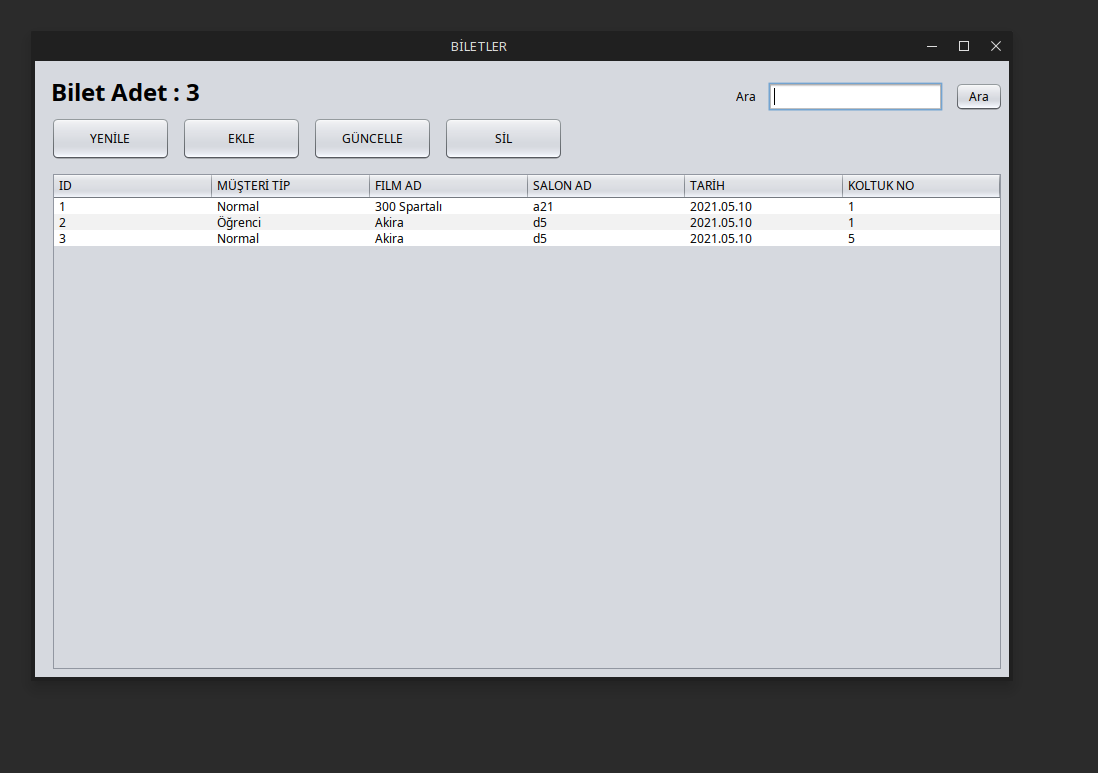 BİLETLER
Bilet Adet : 3
Ara Ara
YENİLE EKLE GÜNCELLE SİL
ID MÜŞTERİ TİP FILM AD SALON AD TARİH KOLTUK NO
1 Normal 300 Spartalı a21 2021.05.10 1
2 Öğrenci Akira d5 2021.05.10 1
3 Normal Akira d5 2021.05.10 5